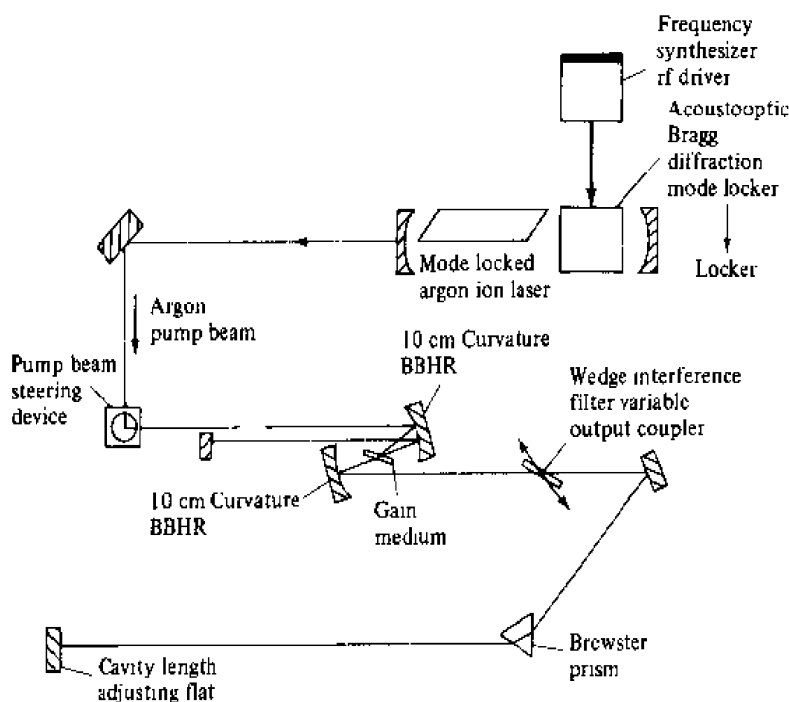 Frequency
synthesizer
rf driver
Acoustooptic
Bragg
diffraction
mode locker
Locker
Mode locked
argon ion laser
Argon
pump beam
Pump beam
steering
device
10 cm Curvature
BBHR
Wedge interference
filter variable
output coupler
10 cm Curvature
BBHR
Gain
medium
Brewster
prism
Cavity length
adjusting flat